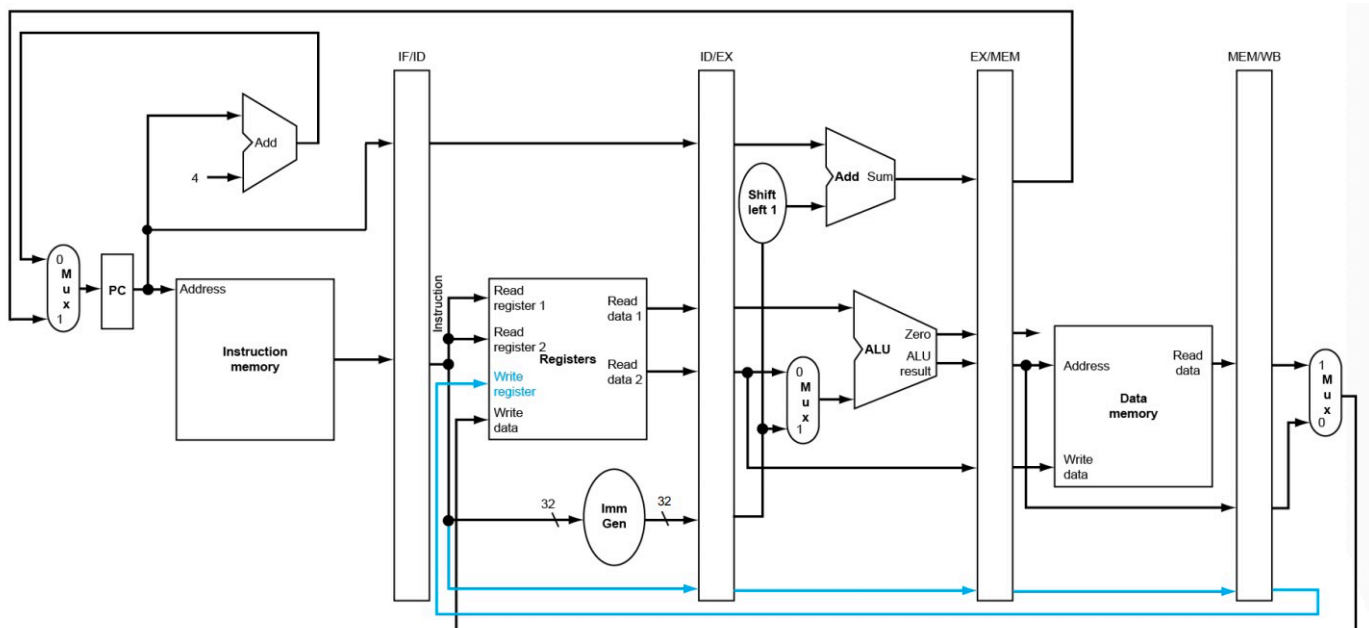 IF/ID
ID/EX
EX/MEM
MEM/WB
Add
4
Add Sum
Shift
left 1
0
M
u
x
1
PC
Address
Instruction
memory
Instruction
Read
register 1
Read
register 2
Write
register
Write
data
Registers
Read
data 1
Read
data 2
0
M
u
x
1
Zero
ALU
ALU
result
Address
Read
data
Data
memory
Write
data
1
M
u
x
0
32
Imm
Gen
32